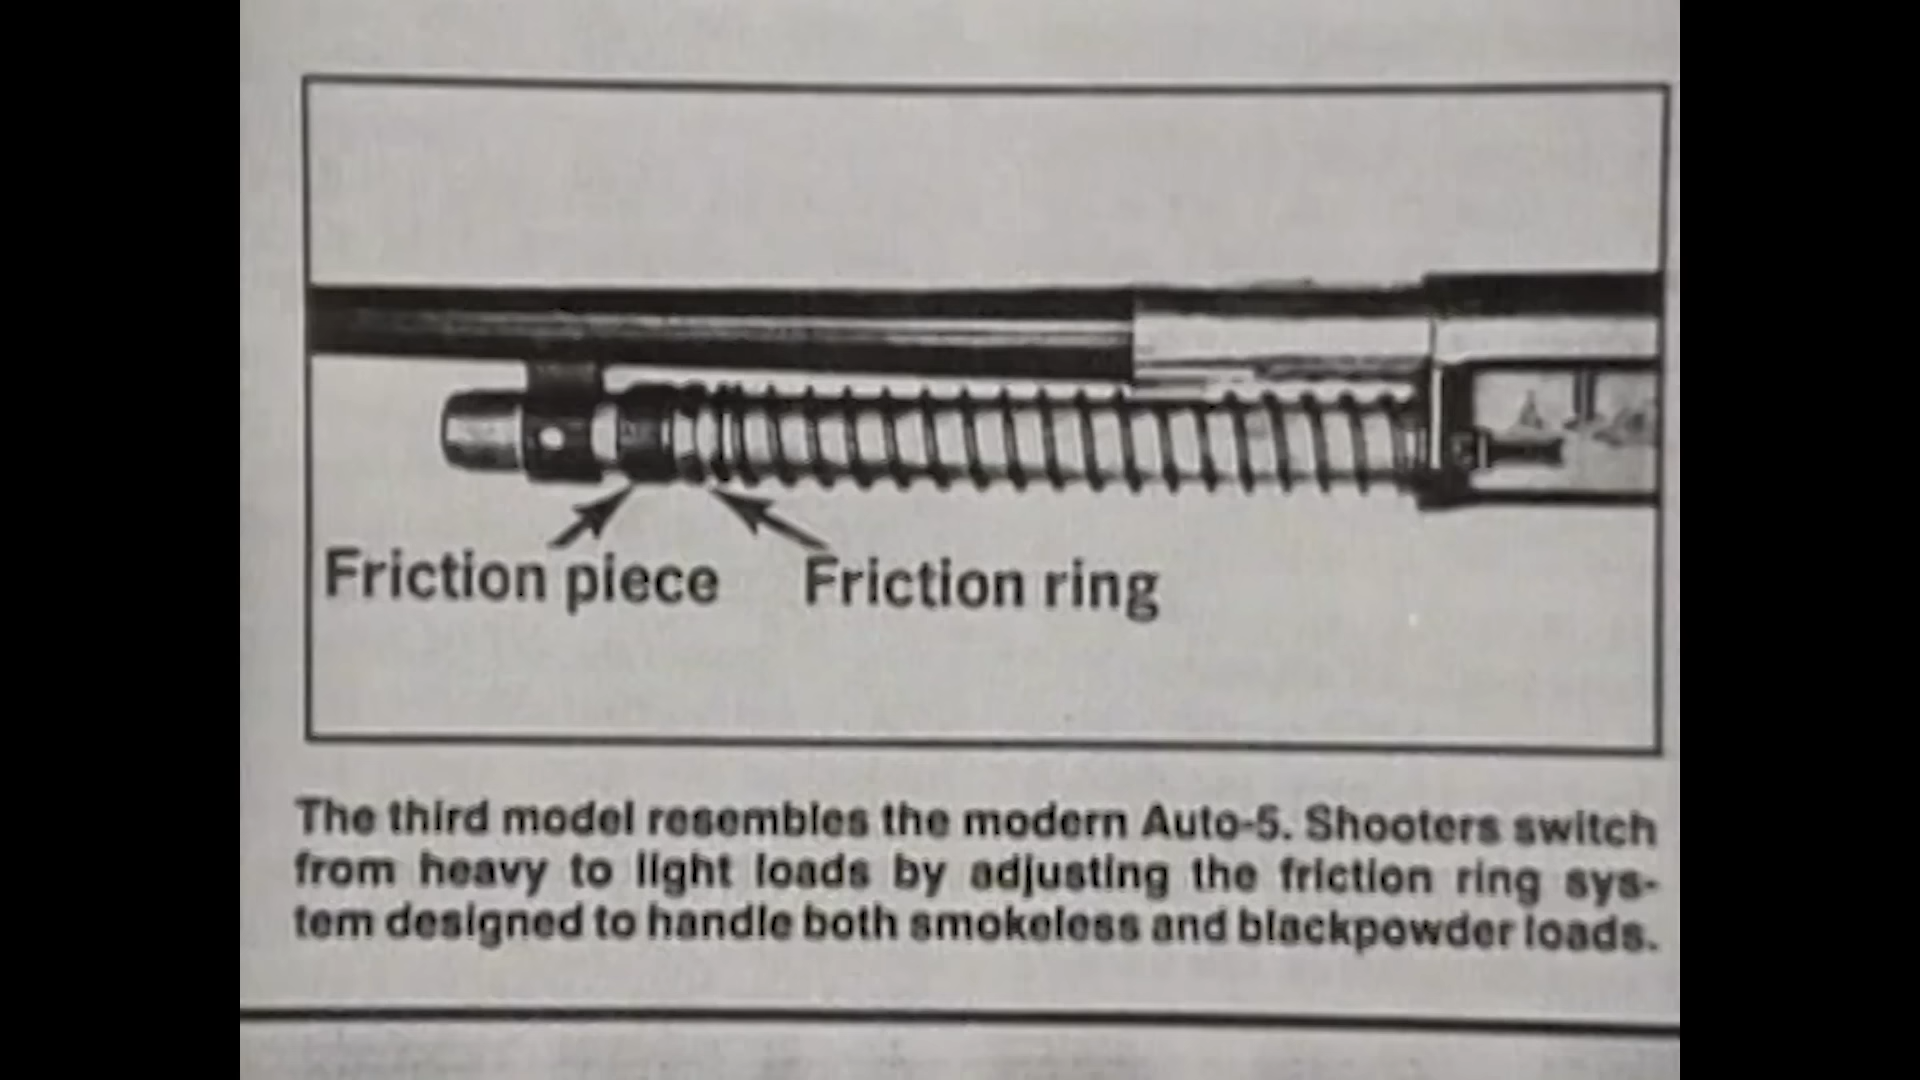 Friction piece Friction ring
The third model resembles the modern Auto-5. Shooters switch
from heavy to light loads by adjusting the friction ring sys-
tem designed to handle both smokeless and blackpowder loads.